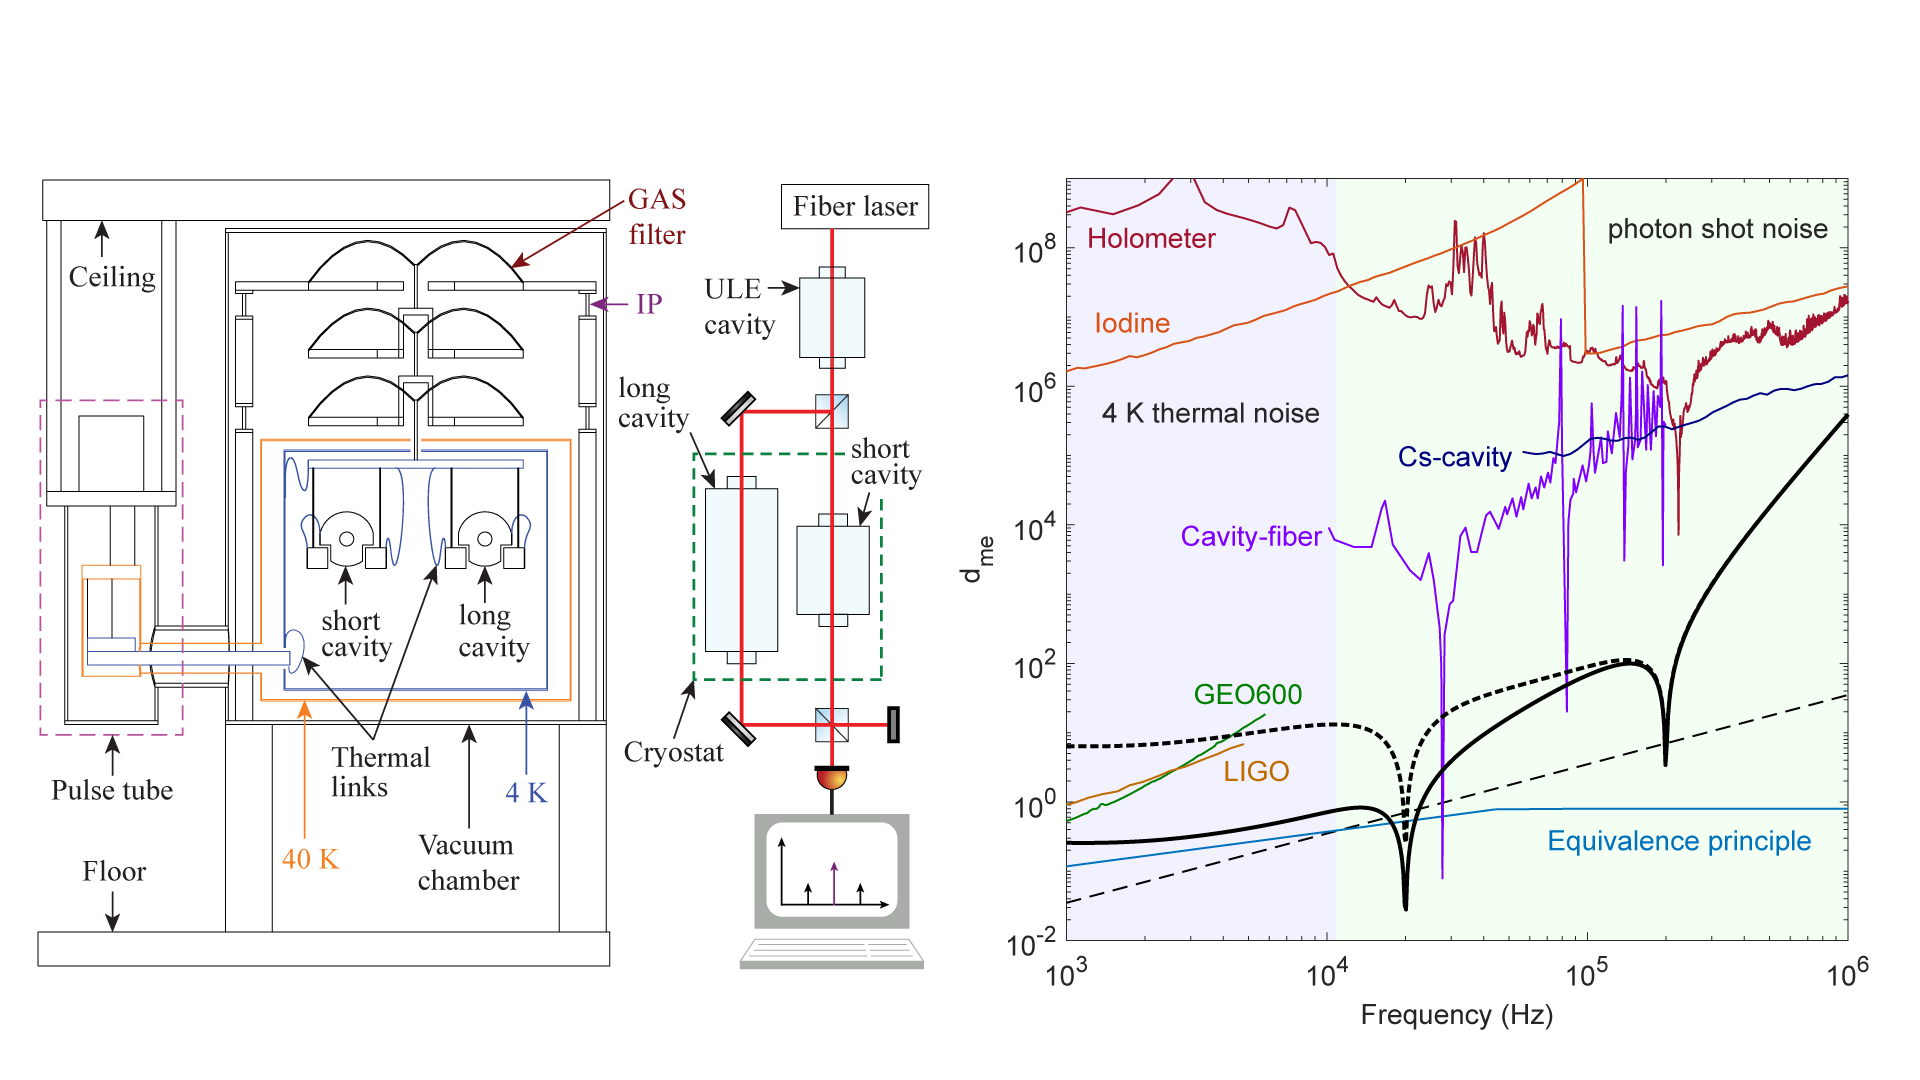 GAS
filter
Ceiling
IP
short
cavity
long
cavity
Thermal
links
Pulse tube
4 K
40 K
Vacuum
chamber
Floor
Fiber laser
ULE
cavity
long
cavity
short
cavity
Cryostat
d_me
10^8
10^6
10^4
10^2
10^0
10^-2
Holometer
photon shot noise
Iodine
4 K thermal noise
Cs-cavity
Cavity-fiber
GEO600
LIGO
Equivalence principle
10^3
10^4
10^5
10^6
Frequency (Hz)